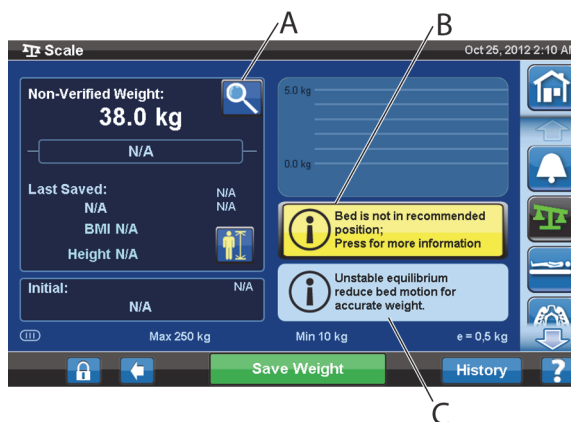 A
B
Scale
Oct 25, 2012 2:10 AM
Non-Verified Weight:
38.0 kg
N/A
Last Saved:
N/A
N/A
N/A
BMI N/A
Height N/A
Initial:
N/A
N/A
5.0 kg
0.0 kg
Bed is not in recommended
position;
Press for more information
Unstable equilibrium
reduce bed motion for
accurate weight.
III
Max 250 kg
Min 10 kg
e = 0,5 kg
Save Weight
History
?
C